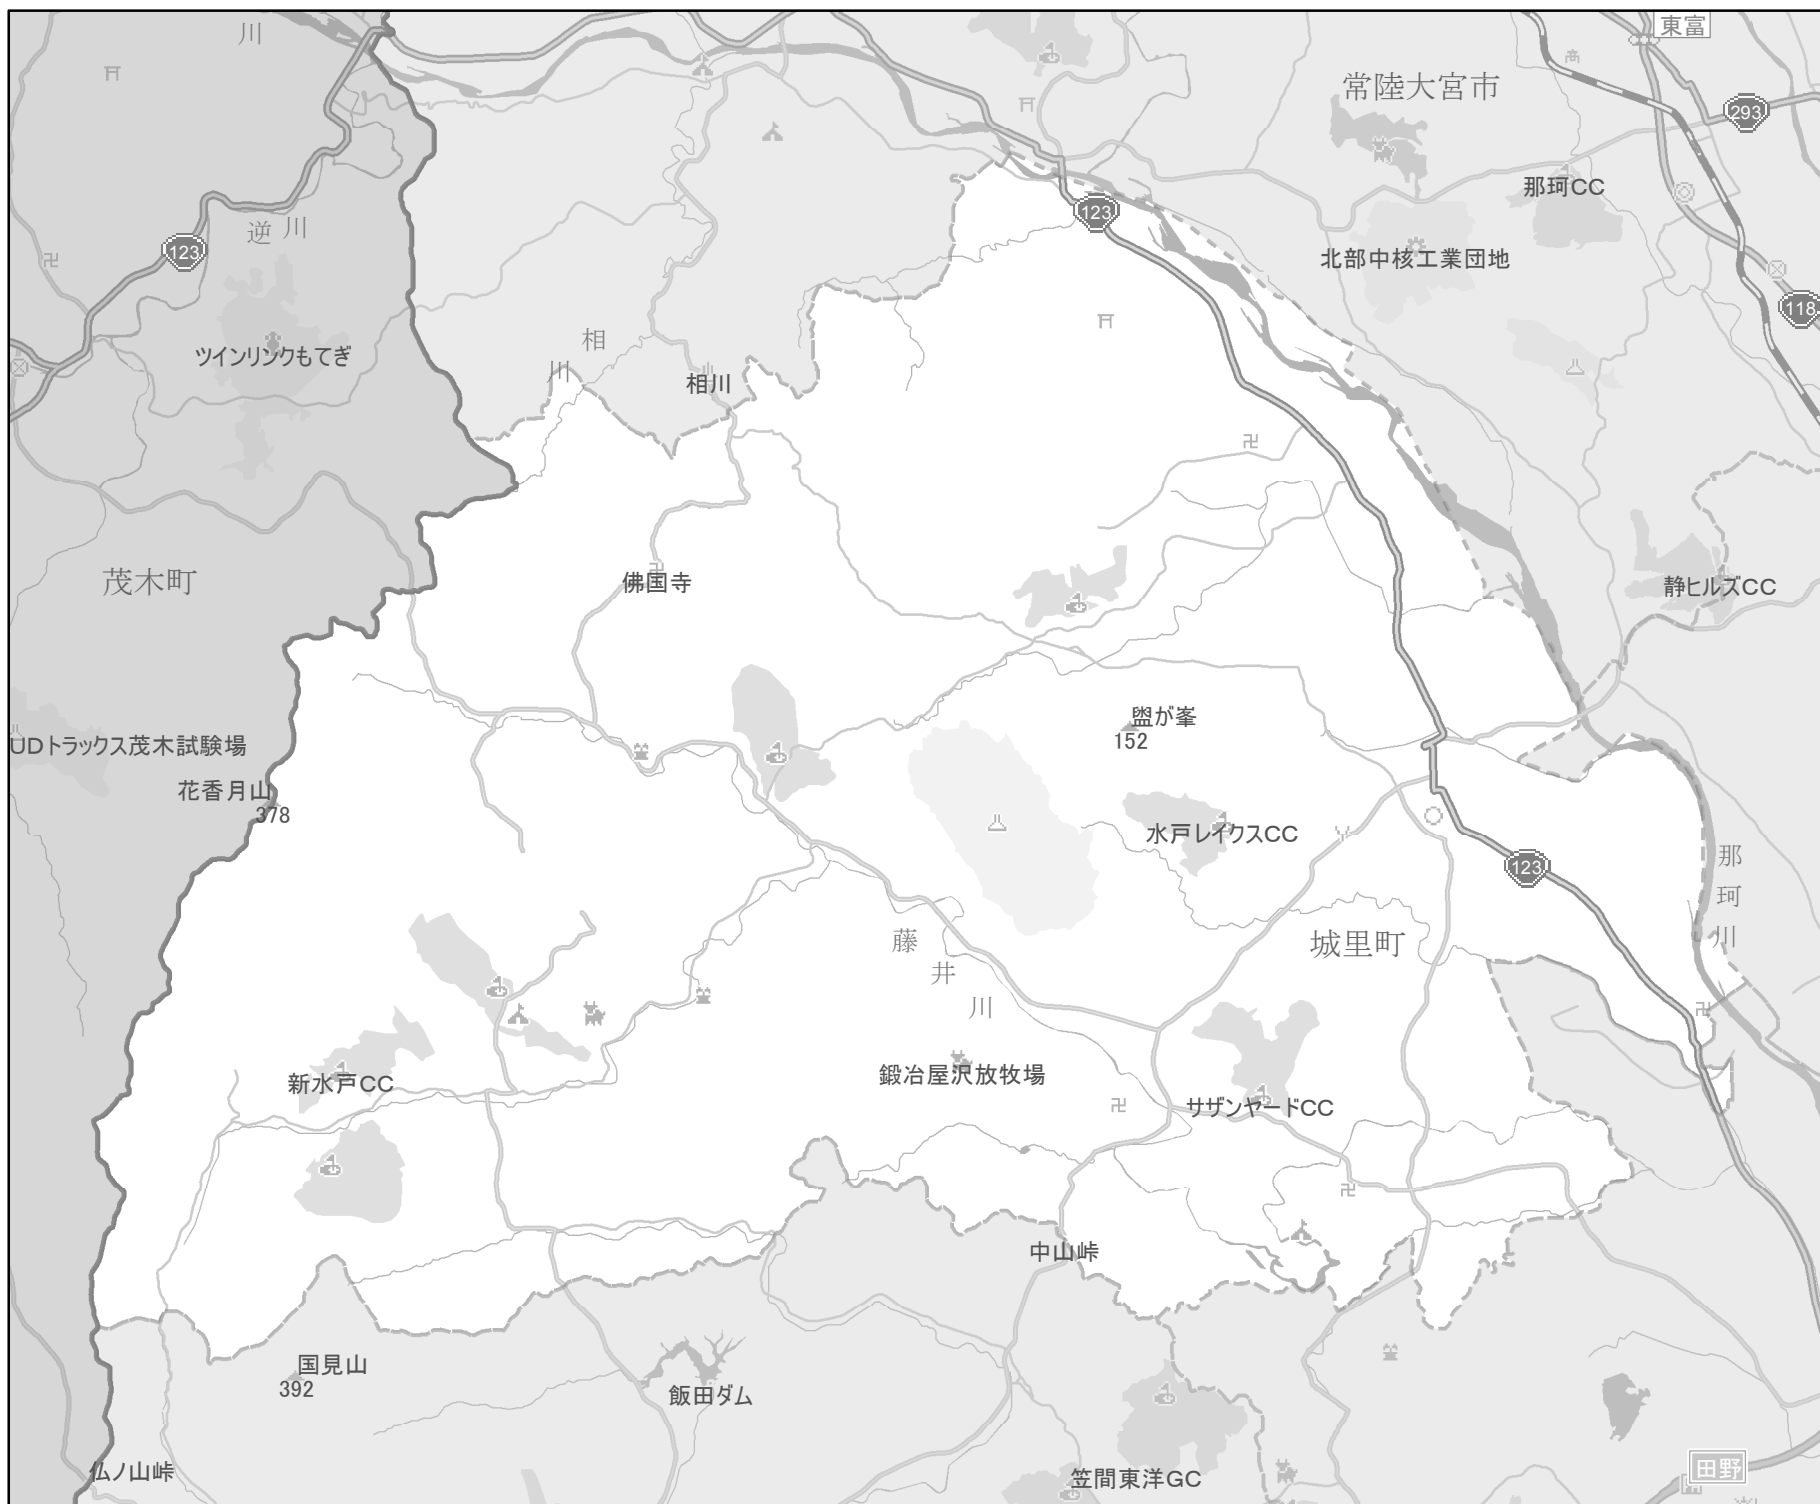 川
東富
常陸大宮市
293
那珂CC
123
逆川
123
北部中核工業団地
118
相川
ツインリンクもてぎ
相川
茂木町
佛国寺
静ヒルズCC
UDトラックス茂木試験場
盥が峯
152
花香月山
378
水戸レイクスCC
123
那珂川
藤井川
城里町
新水戸CC
鍛冶屋沢放牧場
サザンヤードCC
中山峠
国見山
392
飯田ダム
仏ノ山峠
笠間東洋GC
田野